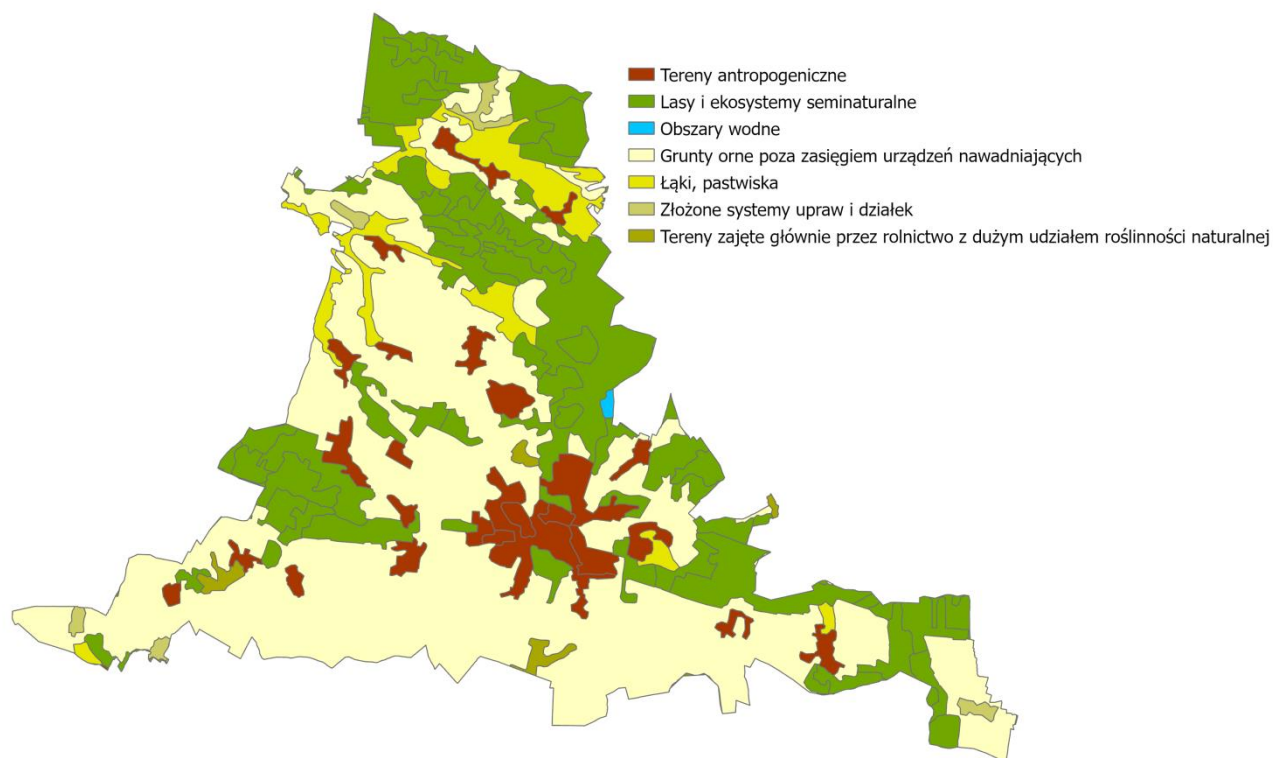 Tereny antropogeniczne
Lasy i ekosystemy seminaturalne
Obszary wodne
Grunty orne poza zasięgiem urządzeń nawadniających
Łąki, pastwiska
Złożone systemy upraw i działek
Tereny zajęte głównie przez rolnictwo z dużym udziałem roślinności naturalnej